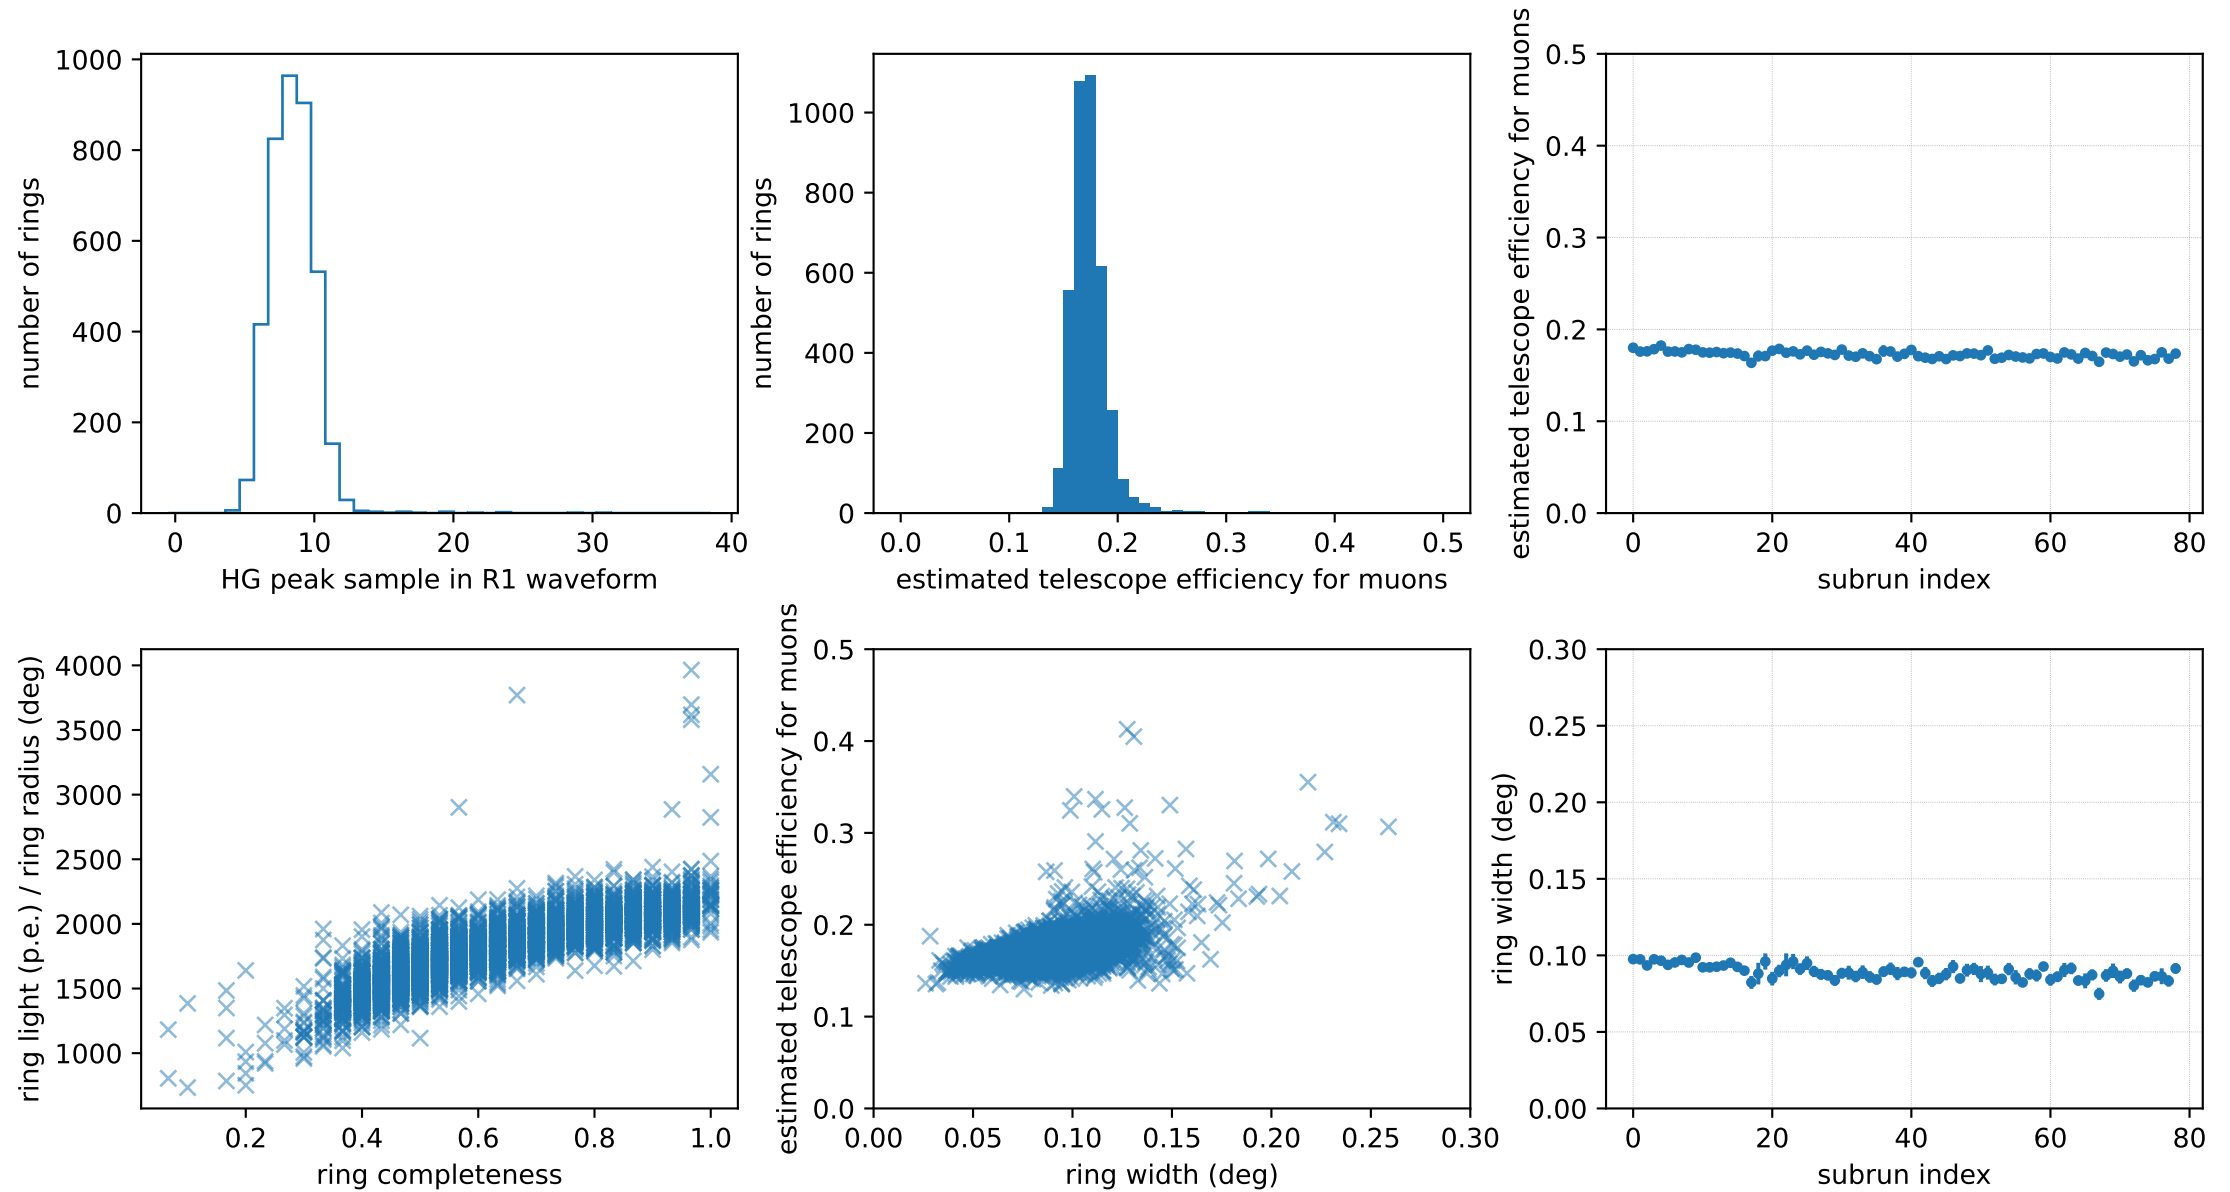 number of rings
1000
800
600
400
200
0
0 10 20 30 40
HG peak sample in R1 waveform
number of rings
1000
800
600
400
200
0
0.0 0.1 0.2 0.3 0.4 0.5
estimated telescope efficiency for muons
estimated telescope efficiency for muons
0.5
0.4
0.3
0.2
0.1
0.0
0 20 40 60 80
subrun index
ring light (p.e.) / ring radius (deg)
4000
3500
3000
2500
2000
1500
1000
0.2 0.4 0.6 0.8 1.0
ring completeness
estimated telescope efficiency for muons
0.5
0.4
0.3
0.2
0.1
0.0
0.00 0.05 0.10 0.15 0.20 0.25 0.30
ring width (deg)
ring width (deg)
0.30
0.25
0.20
0.15
0.10
0.05
0.00
0 20 40 60 80
subrun index